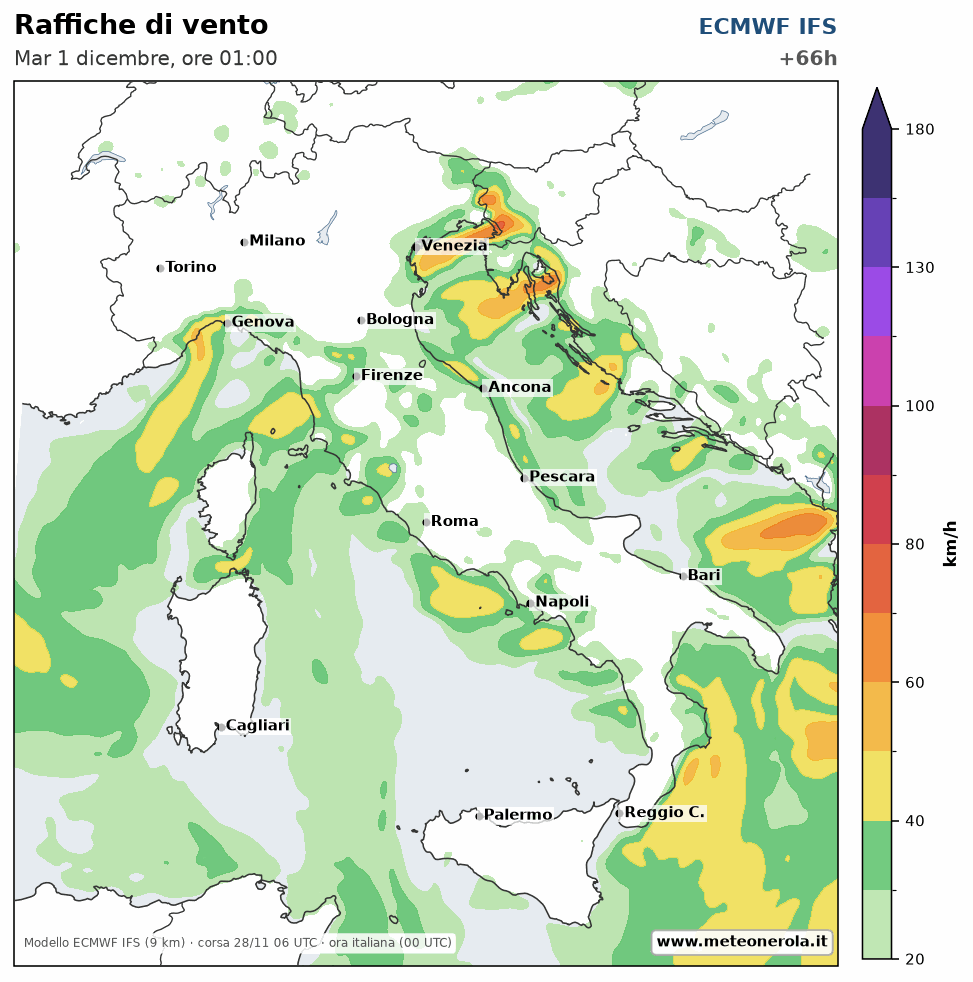 Raffiche di vento
ECMWF IFS
Mar 1 dicembre, ore 01:00
+66h
Milano
Venezia
Torino
Genova
Bologna
Firenze
Ancona
Pescara
Roma
Bari
Napoli
Cagliari
Palermo
Reggio C.
180
130
100
80
60
40
20
km/h
Modello ECMWF IFS (9 km) · corsa 28/11 06 UTC · ora italiana (00 UTC)
www.meteonerola.it